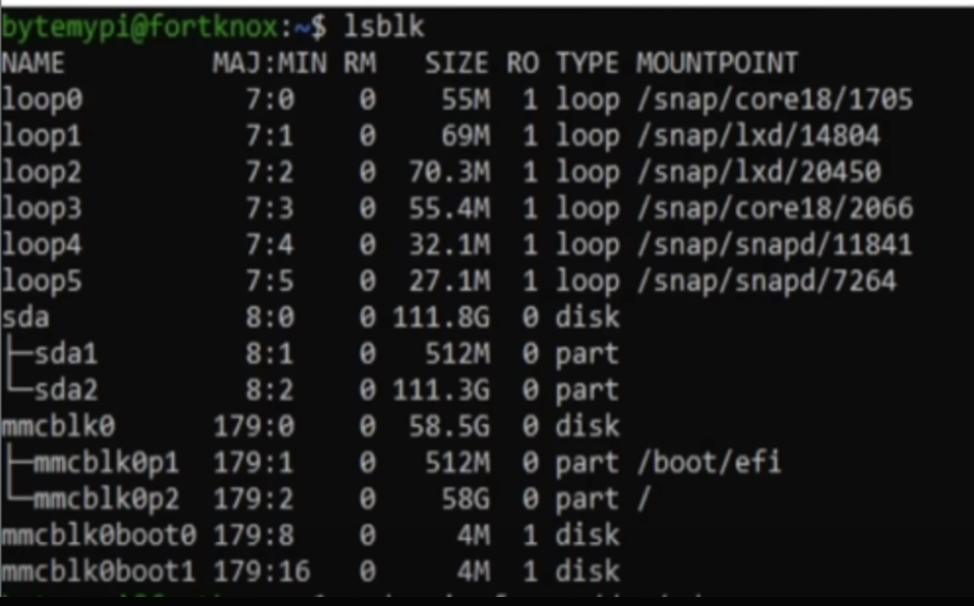 bytemypi@fortknox:~$ lsblk
NAME         MAJ:MIN RM   SIZE RO TYPE MOUNTPOINT
loop0          7:0    0    55M  1 loop /snap/core18/1705
loop1          7:1    0    69M  1 loop /snap/lxd/14804
loop2          7:2    0  70.3M  1 loop /snap/lxd/20450
loop3          7:3    0  55.4M  1 loop /snap/core18/2066
loop4          7:4    0  32.1M  1 loop /snap/snapd/11841
loop5          7:5    0  27.1M  1 loop /snap/snapd/7264
sda            8:0    0 111.8G  0 disk
├─sda1         8:1    0   512M  0 part
└─sda2         8:2    0 111.3G  0 part
mmcblk0      179:0    0  58.5G  0 disk
├─mmcblk0p1  179:1    0   512M  0 part /boot/efi
└─mmcblk0p2  179:2    0    58G  0 part /
mmcblk0boot0 179:8    0     4M  1 disk
mmcblk0boot1 179:16   0     4M  1 disk